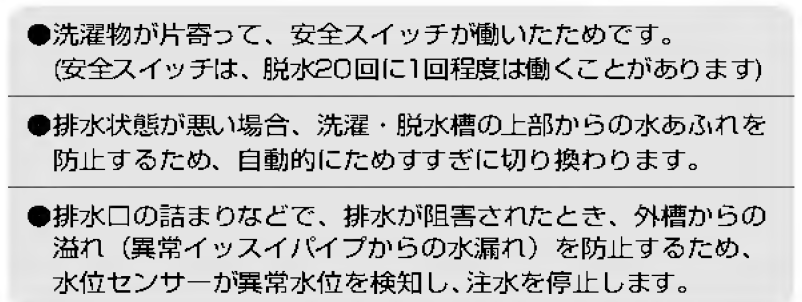 ●洗濯物が片寄って、安全スイッチが働いたためです。
(安全スイッチは、脱水20回に1回程度は働くことがあります)
●排水状態が悪い場合、洗濯・脱水槽の上部からの水あふれを
防止するため、自動的にためすすぎに切り換わります。
●排水口の詰まりなどで、排水が阻害されたとき、外槽からの
溢れ（異常イッスイパイプからの水漏れ）を防止するため、
水位センサーが異常水位を検知し、注水を停止します。